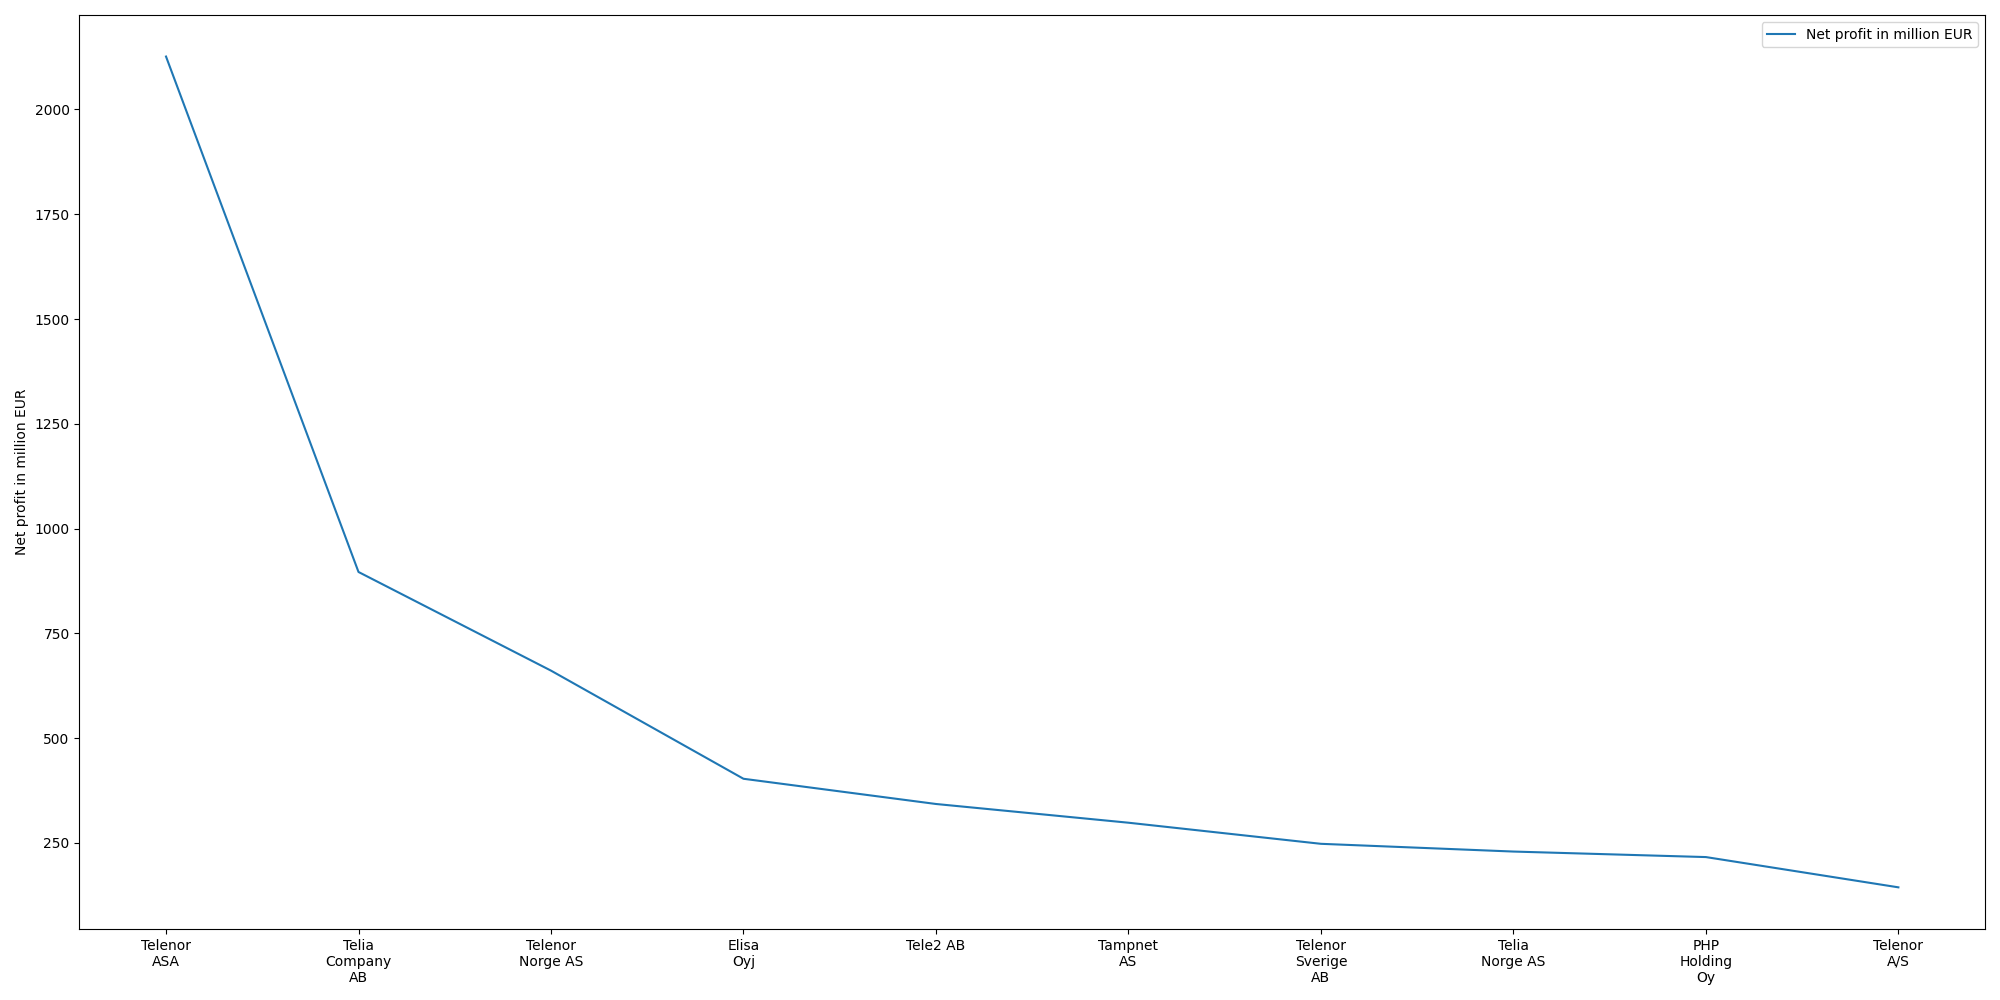 Net profit in million EUR
Net profit in million EUR
2000
1750
1500
1250
1000
750
500
250
Telenor
ASA
Telia
Company
AB
Telenor
Norge AS
Elisa
Oyj
Tele2 AB
Tampnet
AS
Telenor
Sverige
AB
Telia
Norge AS
PHP
Holding
Oy
Telenor
A/S